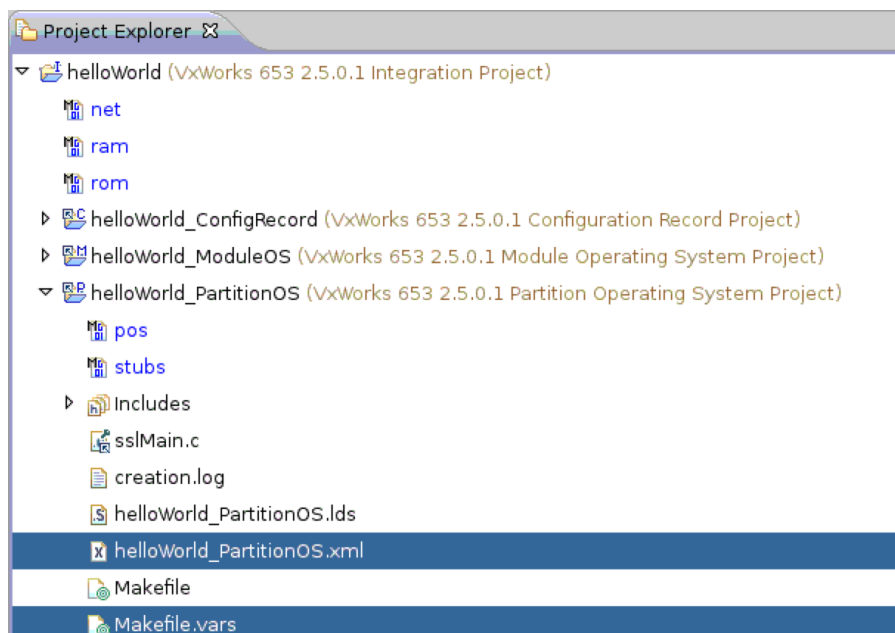 Project Explorer
helloWorld (VxWorks 653 2.5.0.1 Integration Project)
net
ram
rom
helloWorld_ConfigRecord (VxWorks 653 2.5.0.1 Configuration Record Project)
helloWorld_ModuleOS (VxWorks 653 2.5.0.1 Module Operating System Project)
helloWorld_PartitionOS (VxWorks 653 2.5.0.1 Partition Operating System Project)
pos
stubs
Includes
sslMain.c
creation.log
helloWorld_PartitionOS.lds
helloWorld_PartitionOS.xml
Makefile
Makefile.vars